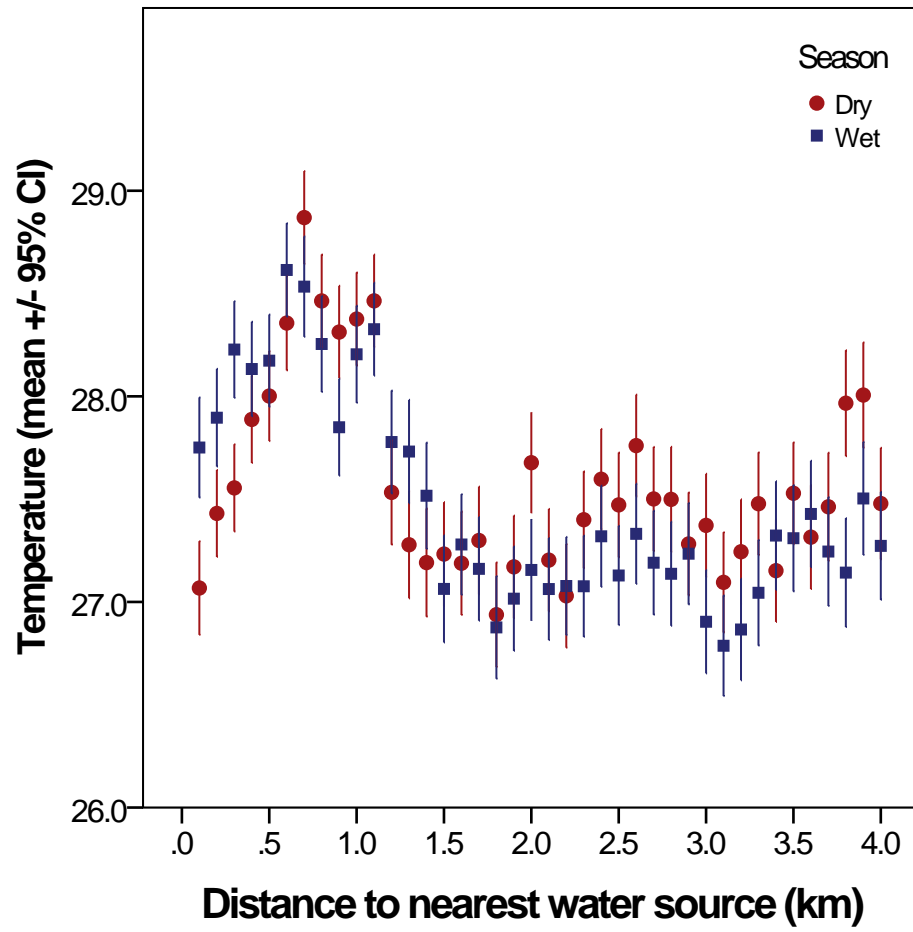 Season
Dry
Wet
Temperature (mean +/- 95% CI)
29.0
28.0
27.0
26.0
.0 .5 1.0 1.5 2.0 2.5 3.0 3.5 4.0
Distance to nearest water source (km)